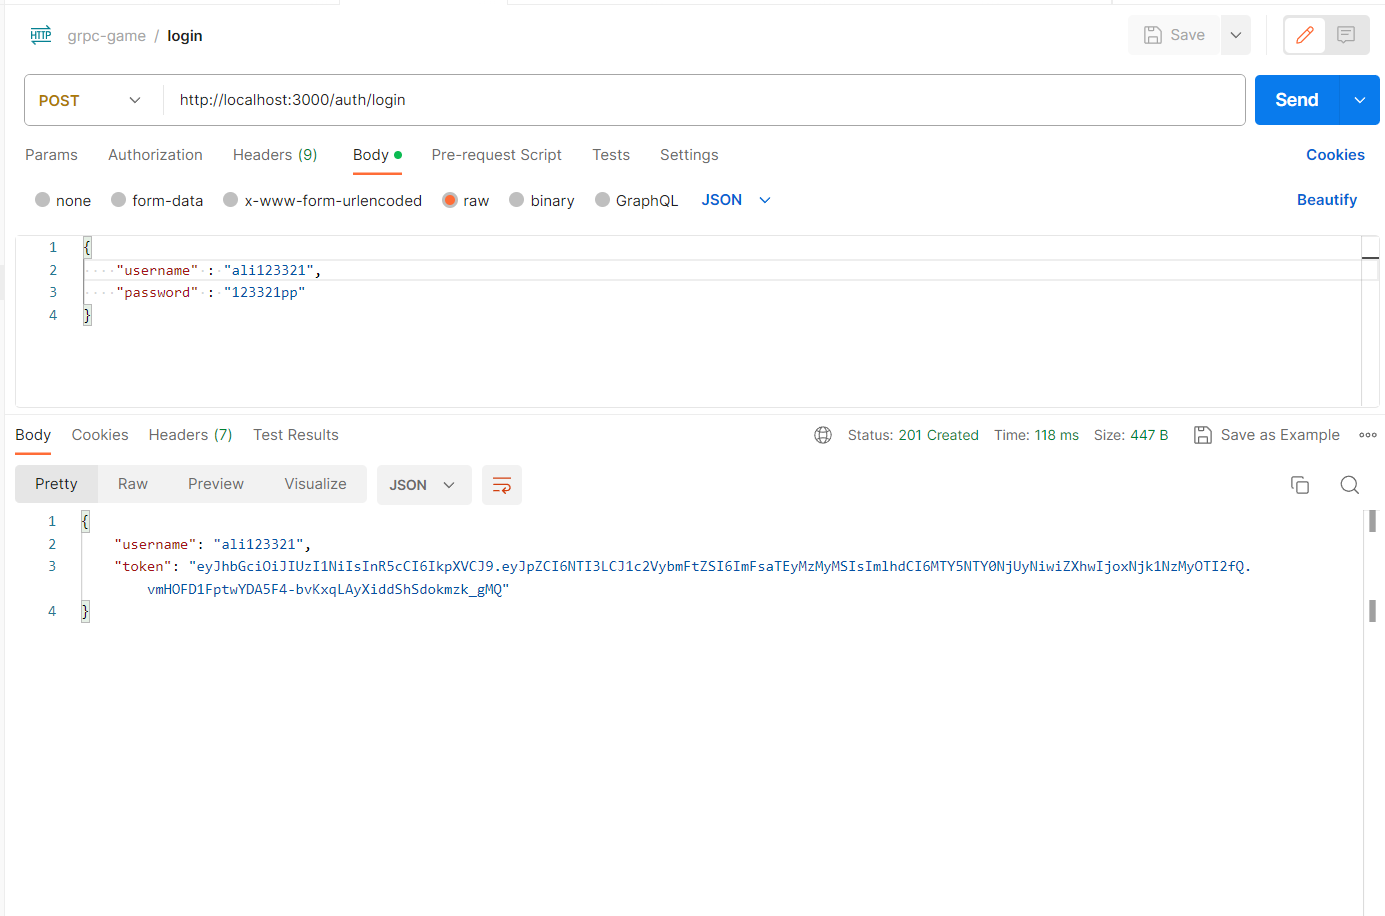 HTTP grpc-game / login Save
POST http://localhost:3000/auth/login Send
Params Authorization Headers (9) Body Pre-request Script Tests Settings Cookies
none form-data x-www-form-urlencoded raw binary GraphQL JSON Beautify
1 {
2 "username" : "ali123321",
3 "password" : "123321pp"
4 }
Body Cookies Headers (7) Test Results Status: 201 Created Time: 118 ms Size: 447 B Save as Example
Pretty Raw Preview Visualize JSON
1 {
2 "username": "ali123321",
3 "token": "eyJhbGciOiJIUzI1NiIsInR5cCI6IkpXVCJ9.eyJpZCI6NTI3LCJ1c2VybmFtZSI6ImFsaTEyMzMyMSIsImlhdCI6MTY5NTY0NjUyNiwiZXhwIjoxNjk1NzMyOTI2fQ.
vmHOFD1FptwYDA5F4-bvKxqLAyXiddShSdokmzk_gMQ"
4 }